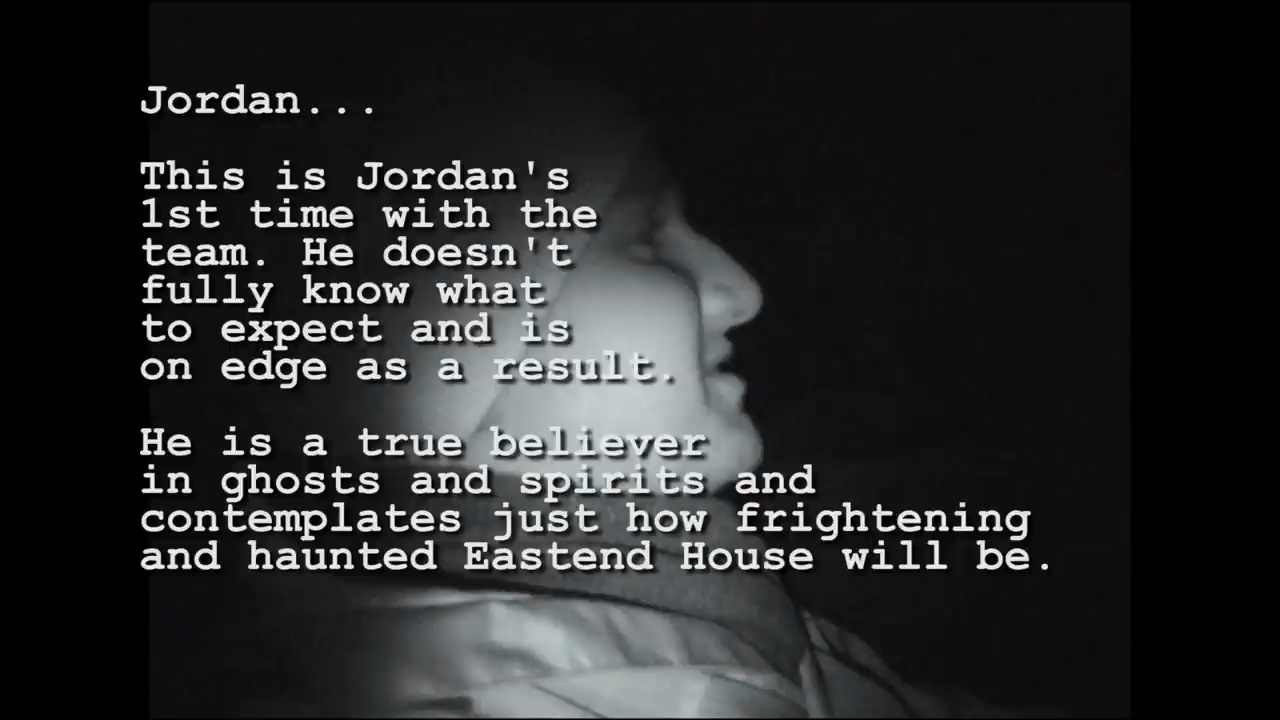 Jordan...
This is Jordan's
1st time with the
team. He doesn't
fully know what
to expect and is
on edge as a result.
He is a true believer
in ghosts and spirits and
contemplates just how frightening
and haunted Eastend House will be.